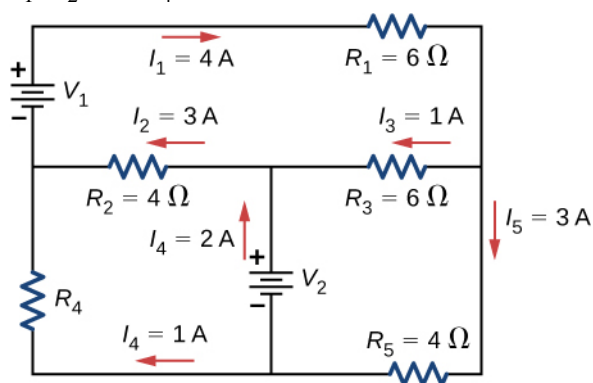 I₁ = 4 A
R₁ = 6 Ω
+
V₁
−
I₂ = 3 A
I₃ = 1 A
R₂ = 4 Ω
R₃ = 6 Ω
I₅ = 3 A
I₄ = 2 A
+
V₂
−
R₄
I₄ = 1 A
R₅ = 4 Ω